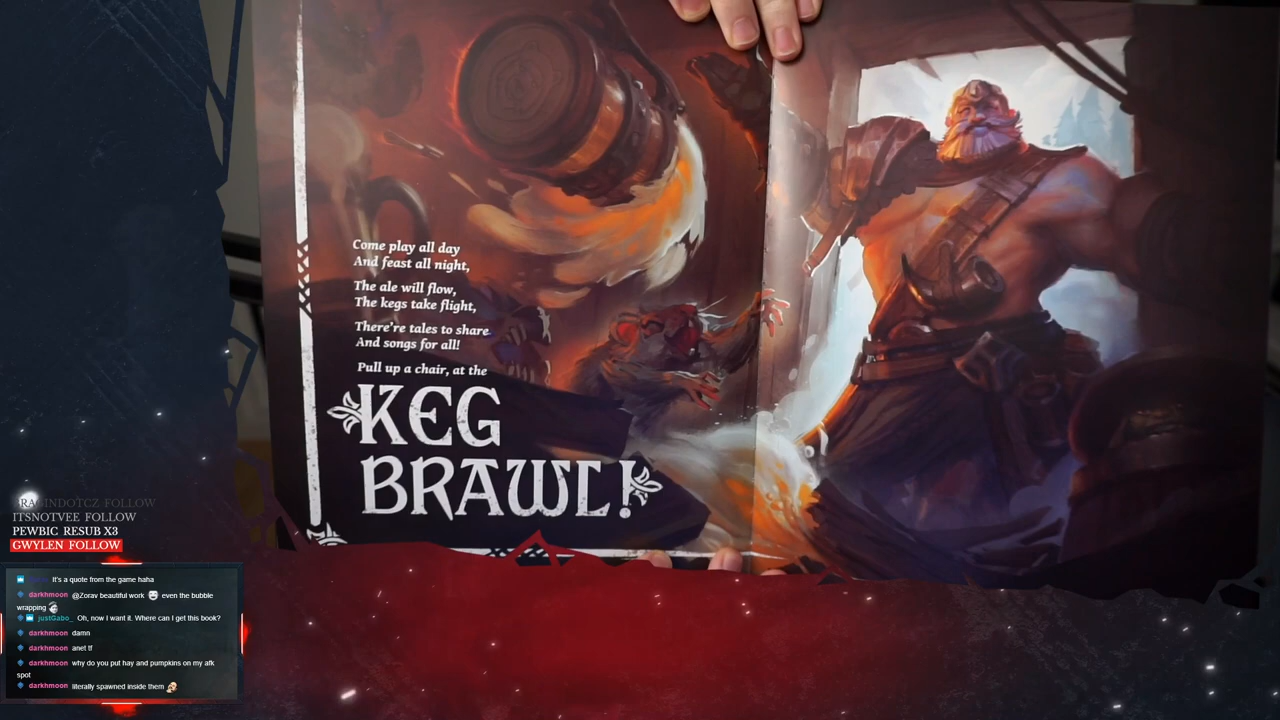 Come play all day
And feast all night,
The ale will flow,
The kegs take flight,
There're tales to share
And songs for all!
Pull up a chair, at the
KEG
BRAWL!
FOLLOW
ITSNOTVEE FOLLOW
PEWBIC RESUB X3
GWYLEN FOLLOW
It's a quote from the game haha
darkhmoon @Zorav beautiful work even the bubble
wrapping
justGabo_ Oh, now I want it. Where can I get this book?
darkhmoon damn
darkhmoon anet tf
darkhmoon why do you put hay and pumpkins on my afk
spot
darkhmoon literally spawned inside them